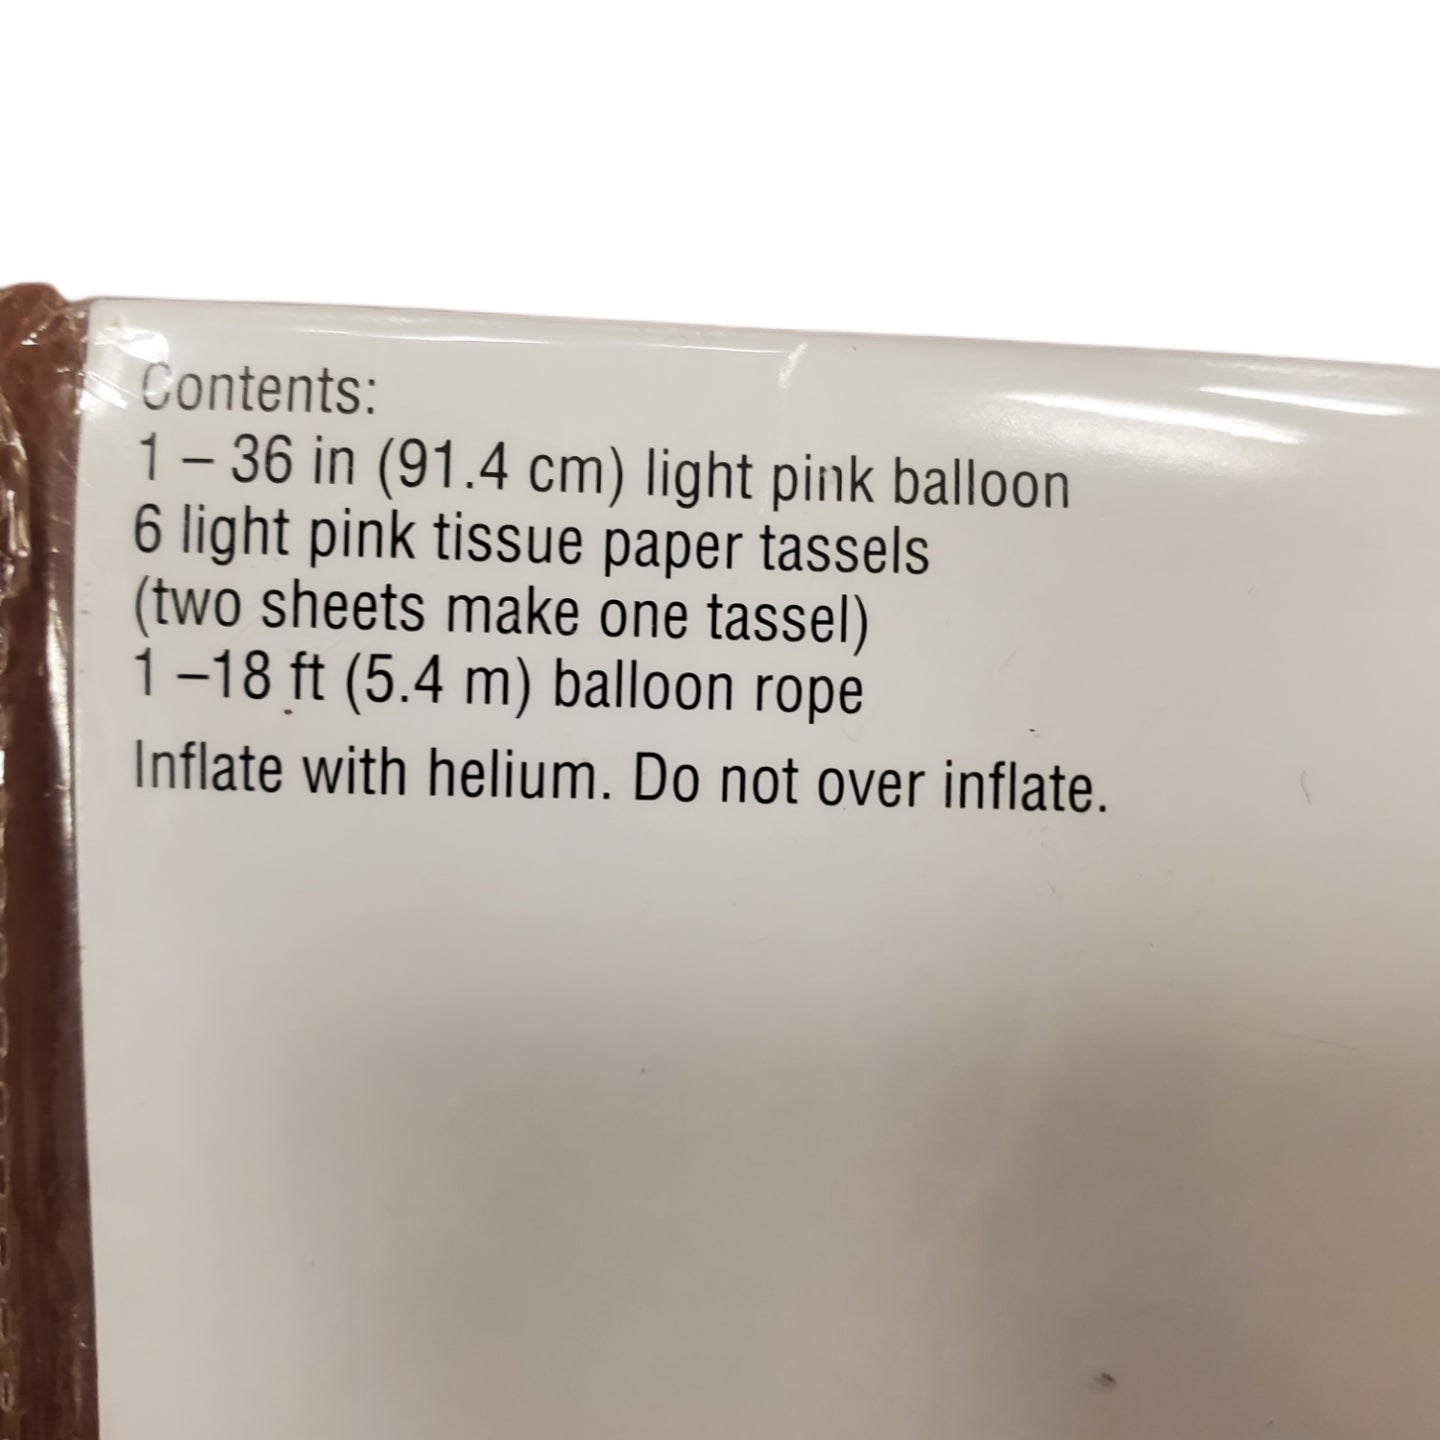 Contents:
1 – 36 in (91.4 cm) light pink balloon
6 light pink tissue paper tassels
(two sheets make one tassel)
1 –18 ft (5.4 m) balloon rope
Inflate with helium. Do not over inflate.